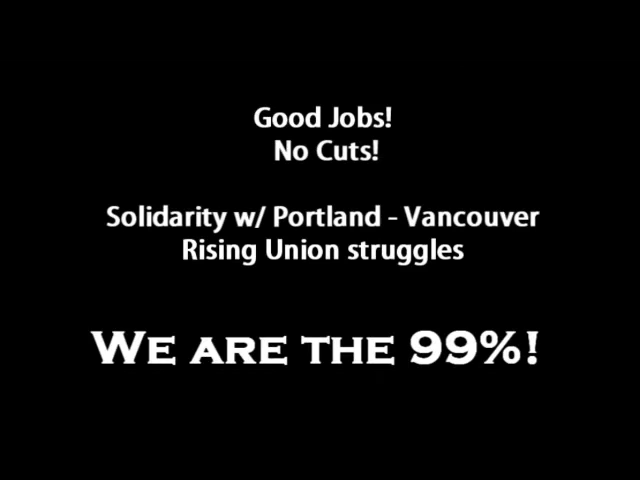 Good Jobs!
No Cuts!
Solidarity w/ Portland - Vancouver
Rising Union struggles
We are the 99%!